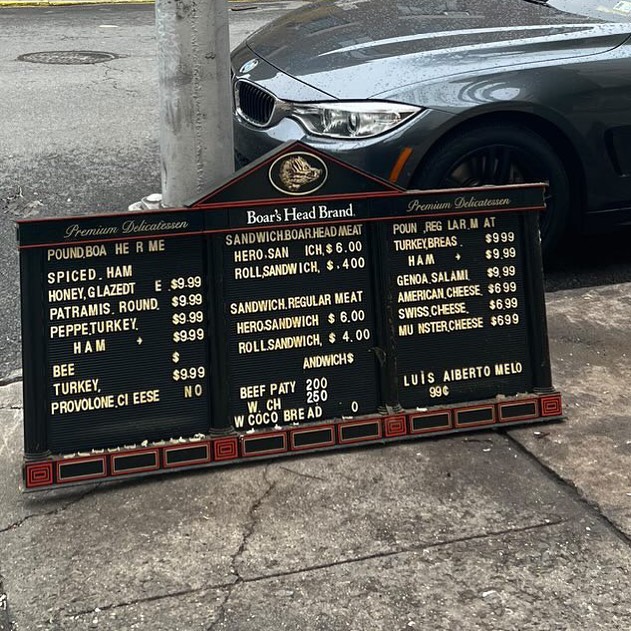 Boar's Head Brand
Premium Delicatessen
POUND,BOA HE R ME
SPICED. HAM
HONEY,GLAZEDT E .$9.99
PATRAMIS. ROUND. $9.99
PEPPE,TURKEY. $9.99
HAM + $9.99
BEE $
TURKEY, $9.99
PROVOLONE,CI EESE NO
SANDWICH.BOAR,HEAD MEAT
HERO.SAN ICH,$6.00
ROLL,SANDWICH, $.400
SANDWICH.REGULAR MEAT
HERO.SANDWICH $ 6.00
ROLL.SANDWICH, $ 4.00
ANDWICH$
BEEF PATY 200
W. CH 250
W COCO BREAD 0
Premium Delicatessen
POUN ,REG LAR,M AT
TURKEY,BREAS. $9.99
HAM + $9.99
GENOA.SALAMI. $9,99
AMERICAN,CHEESE. $6.99
SWISS,CHEESE. $6.99
MU NSTER,CHEESE $699
LUÌS AlBERTO MELO
99¢